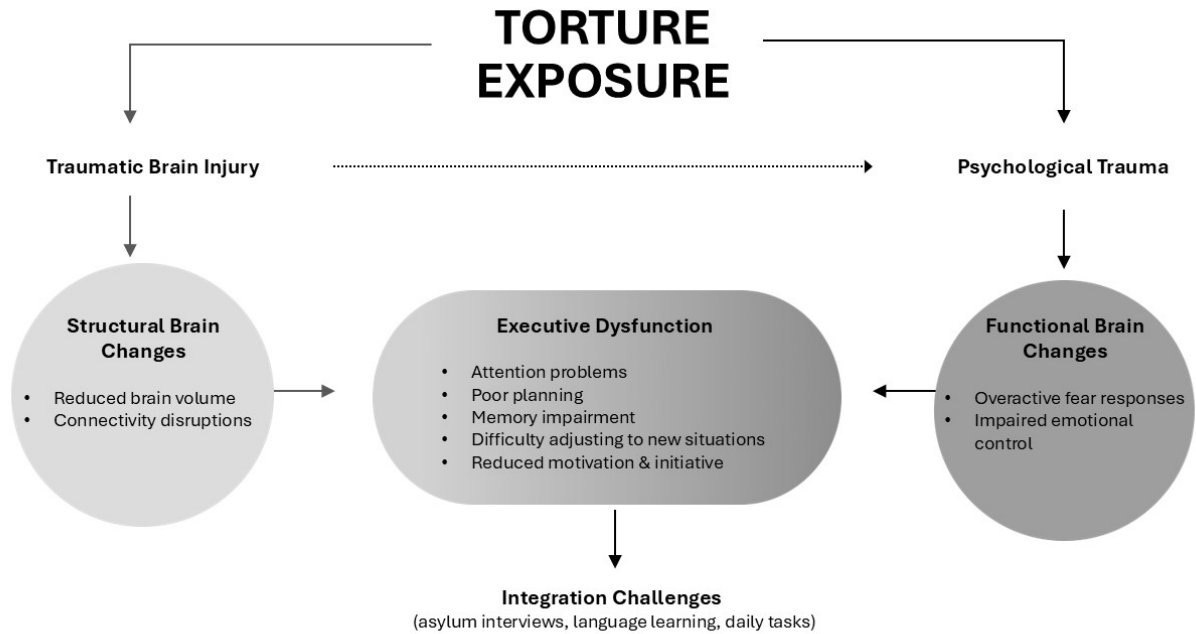 TORTURE
EXPOSURE
Traumatic Brain Injury
Psychological Trauma
Structural Brain
Changes
• Reduced brain volume
• Connectivity disruptions
Executive Dysfunction
• Attention problems
• Poor planning
• Memory impairment
• Difficulty adjusting to new situations
• Reduced motivation & initiative
Functional Brain
Changes
• Overactive fear responses
• Impaired emotional
control
Integration Challenges
(asylum interviews, language learning, daily tasks)